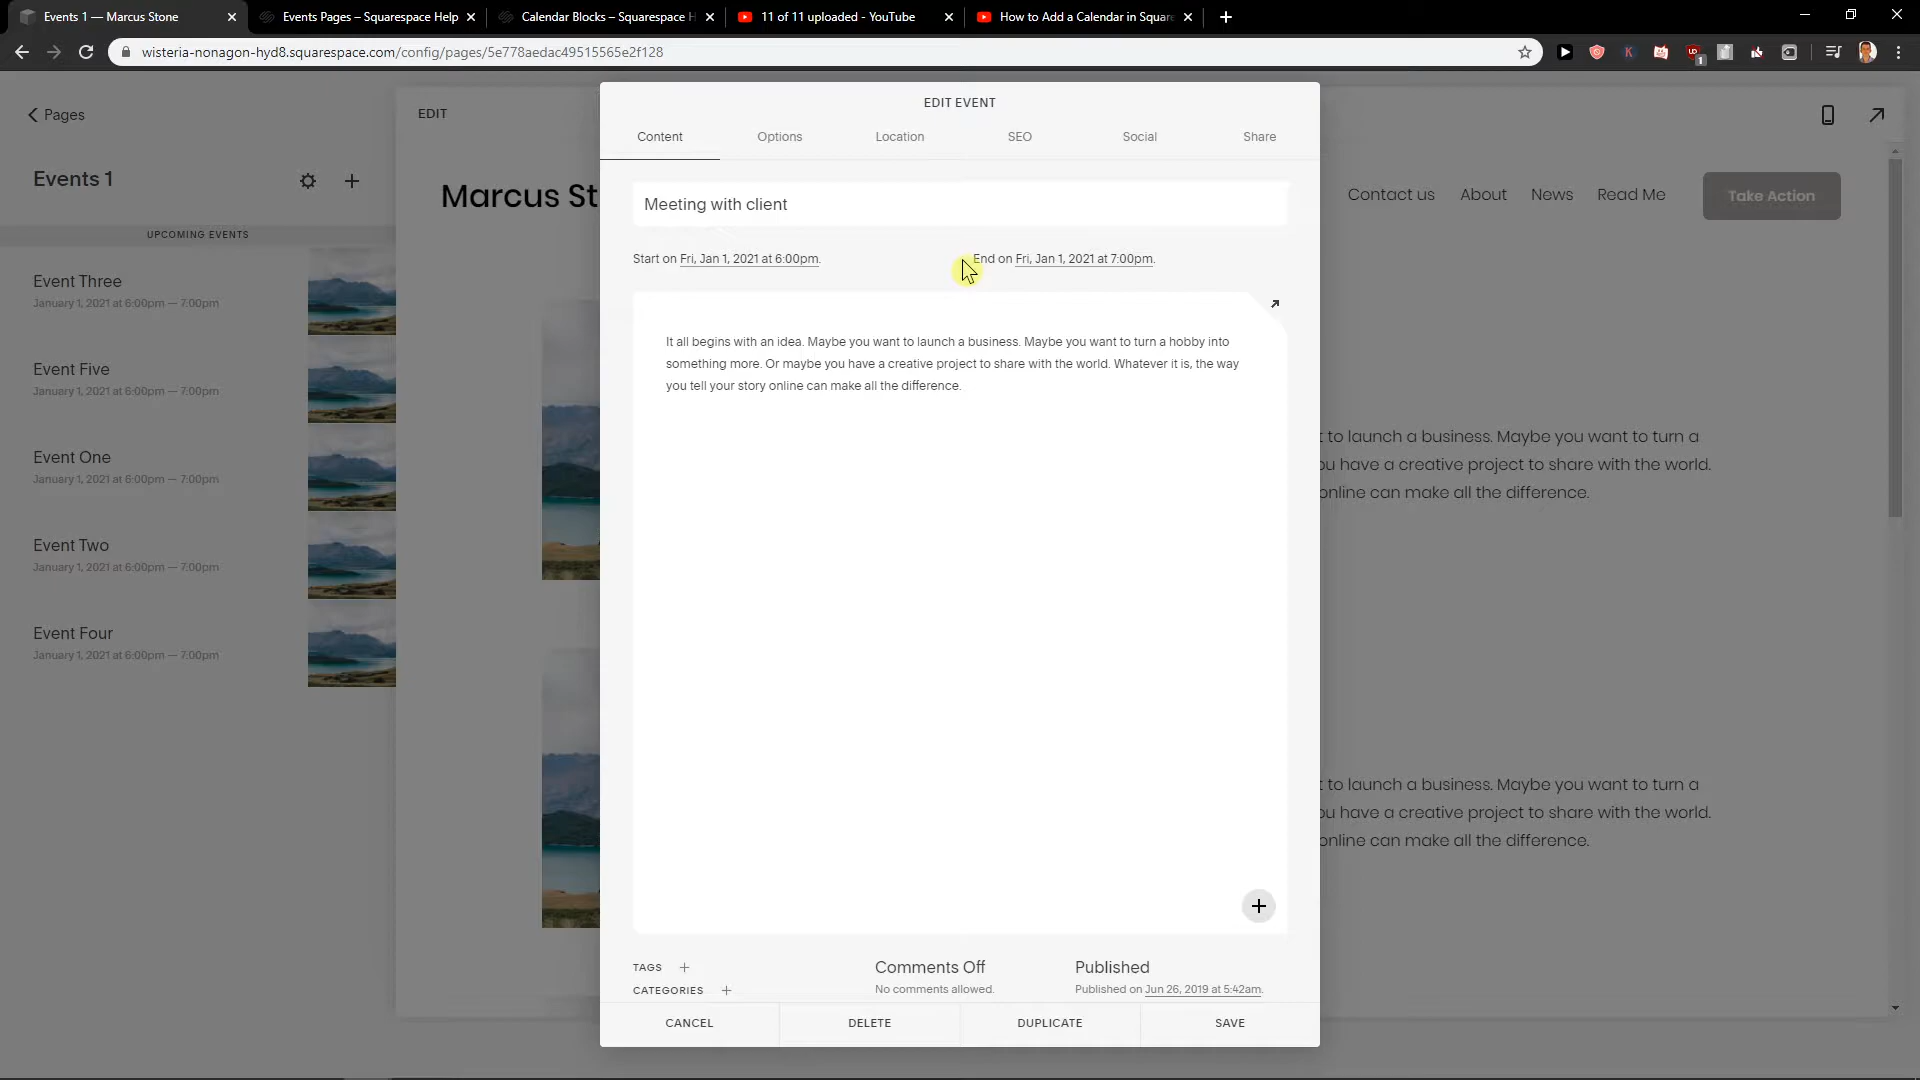 Events 1 — Marcus Stone
Events Pages – Squarespace Help
Calendar Blocks – Squarespace H
11 of 11 uploaded - YouTube
How to Add a Calendar in Square
wisteria-nonagon-hyd8.squarespace.com/config/pages/5e778aedac49515565e2f128
1
Pages
EDIT
Events 1
UPCOMING EVENTS
Event Three
January 1, 2021 at 6:00pm — 7:00pm
Event Five
January 1, 2021 at 6:00pm — 7:00pm
Event One
January 1, 2021 at 6:00pm — 7:00pm
Event Two
January 1, 2021 at 6:00pm — 7:00pm
Event Four
January 1, 2021 at 6:00pm — 7:00pm
Marcus St
Contact us
About
News
Read Me
Take Action
EDIT EVENT
Content
Options
Location
SEO
Social
Share
Meeting with client
Start on Fri, Jan 1, 2021 at 6:00pm.
End on Fri, Jan 1, 2021 at 7:00pm.
It all begins with an idea. Maybe you want to launch a business. Maybe you want to turn a hobby into
something more. Or maybe you have a creative project to share with the world. Whatever it is, the way
you tell your story online can make all the difference.
t to launch a business. Maybe you want to turn a
ou have a creative project to share with the world.
online can make all the difference.
t to launch a business. Maybe you want to turn a
ou have a creative project to share with the world.
online can make all the difference.
TAGS
CATEGORIES
Comments Off
No comments allowed.
Published
Published on Jun 26, 2019 at 5:42am.
CANCEL
DELETE
DUPLICATE
SAVE